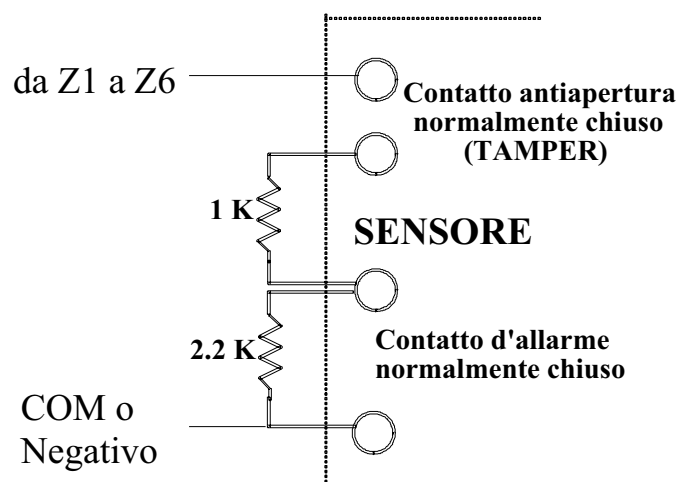 da Z1 a Z6
Contatto antiapertura
normalmente chiuso
(TAMPER)
1 K
SENSORE
2.2 K
Contatto d'allarme
normalmente chiuso
COM o
Negativo